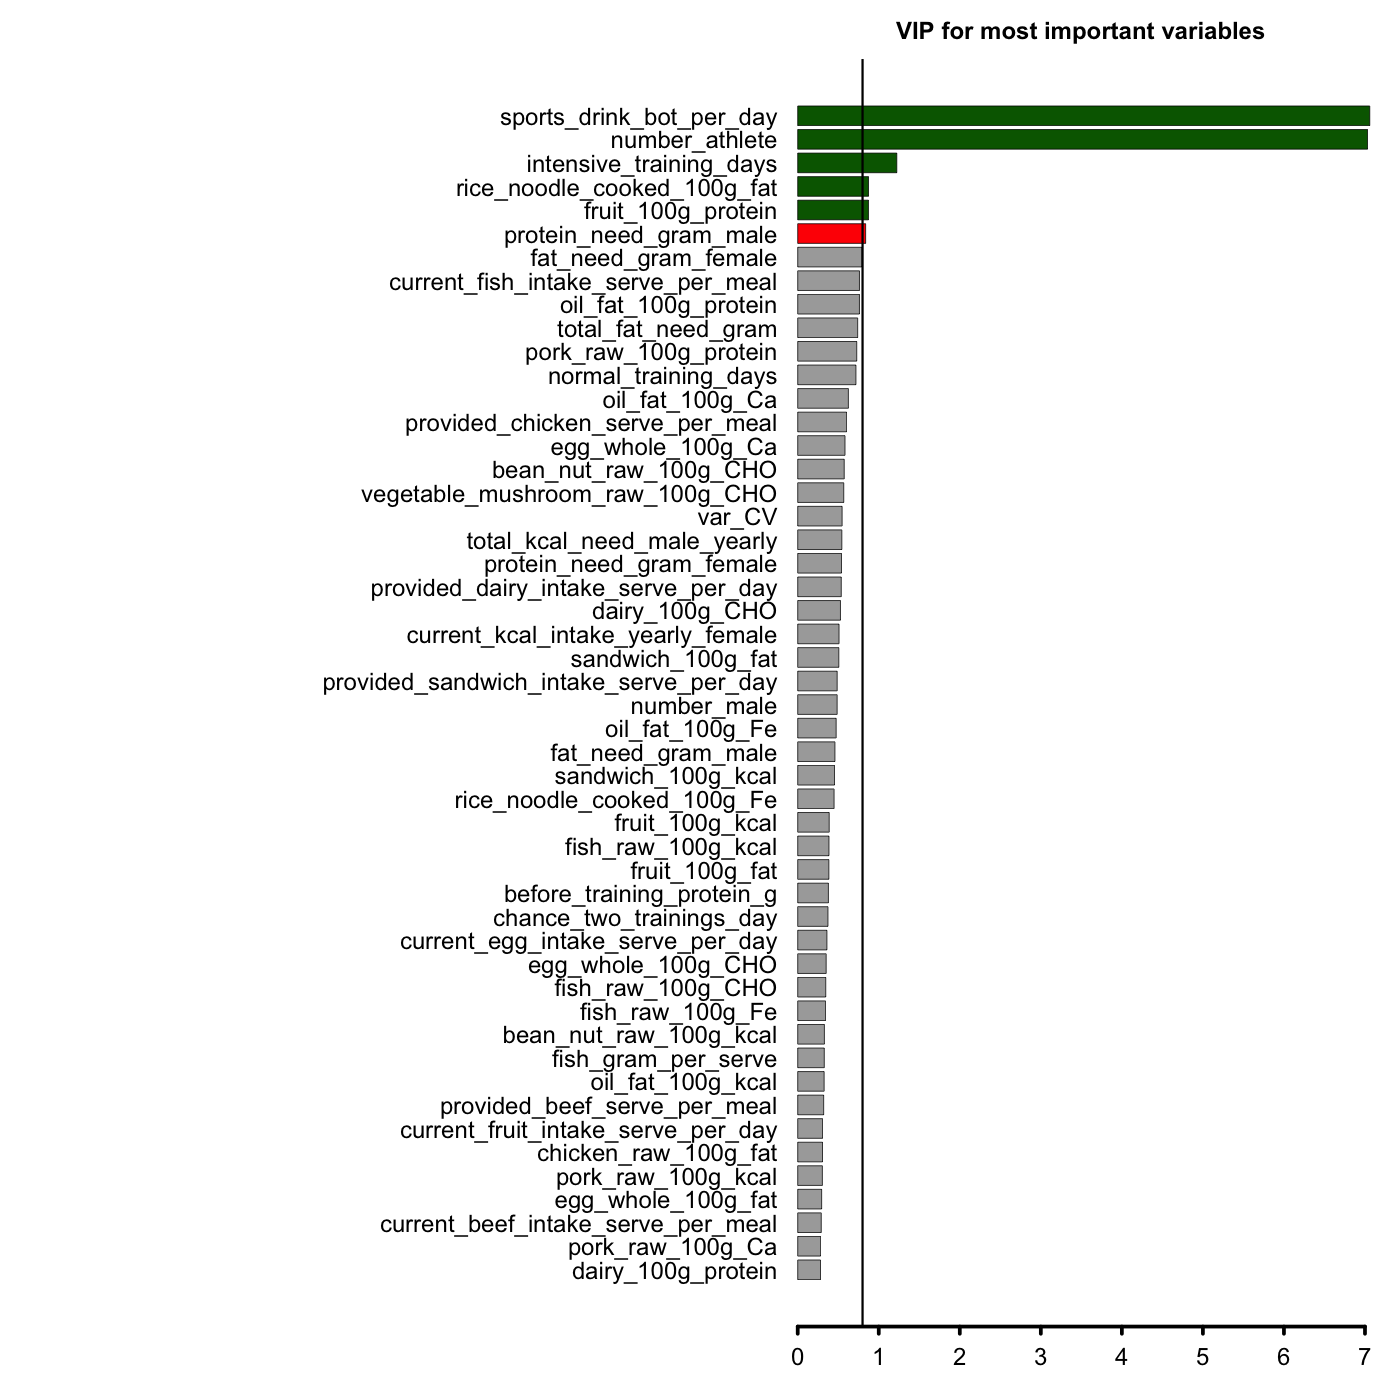 VIP for most important variables
sports_drink_bot_per_day
number_athlete
intensive_training_days
rice_noodle_cooked_100g_fat
fruit_100g_protein
protein_need_gram_male
fat_need_gram_female
current_fish_intake_serve_per_meal
oil_fat_100g_protein
total_fat_need_gram
pork_raw_100g_protein
normal_training_days
oil_fat_100g_Ca
provided_chicken_serve_per_meal
egg_whole_100g_Ca
bean_nut_raw_100g_CHO
vegetable_mushroom_raw_100g_CHO
var_CV
total_kcal_need_male_yearly
protein_need_gram_female
provided_dairy_intake_serve_per_day
dairy_100g_CHO
current_kcal_intake_yearly_female
sandwich_100g_fat
provided_sandwich_intake_serve_per_day
number_male
oil_fat_100g_Fe
fat_need_gram_male
sandwich_100g_kcal
rice_noodle_cooked_100g_Fe
fruit_100g_kcal
fish_raw_100g_kcal
fruit_100g_fat
before_training_protein_g
chance_two_trainings_day
current_egg_intake_serve_per_day
egg_whole_100g_CHO
fish_raw_100g_CHO
fish_raw_100g_Fe
bean_nut_raw_100g_kcal
fish_gram_per_serve
oil_fat_100g_kcal
provided_beef_serve_per_meal
current_fruit_intake_serve_per_day
chicken_raw_100g_fat
pork_raw_100g_kcal
egg_whole_100g_fat
current_beef_intake_serve_per_meal
pork_raw_100g_Ca
dairy_100g_protein
0 1 2 3 4 5 6 7